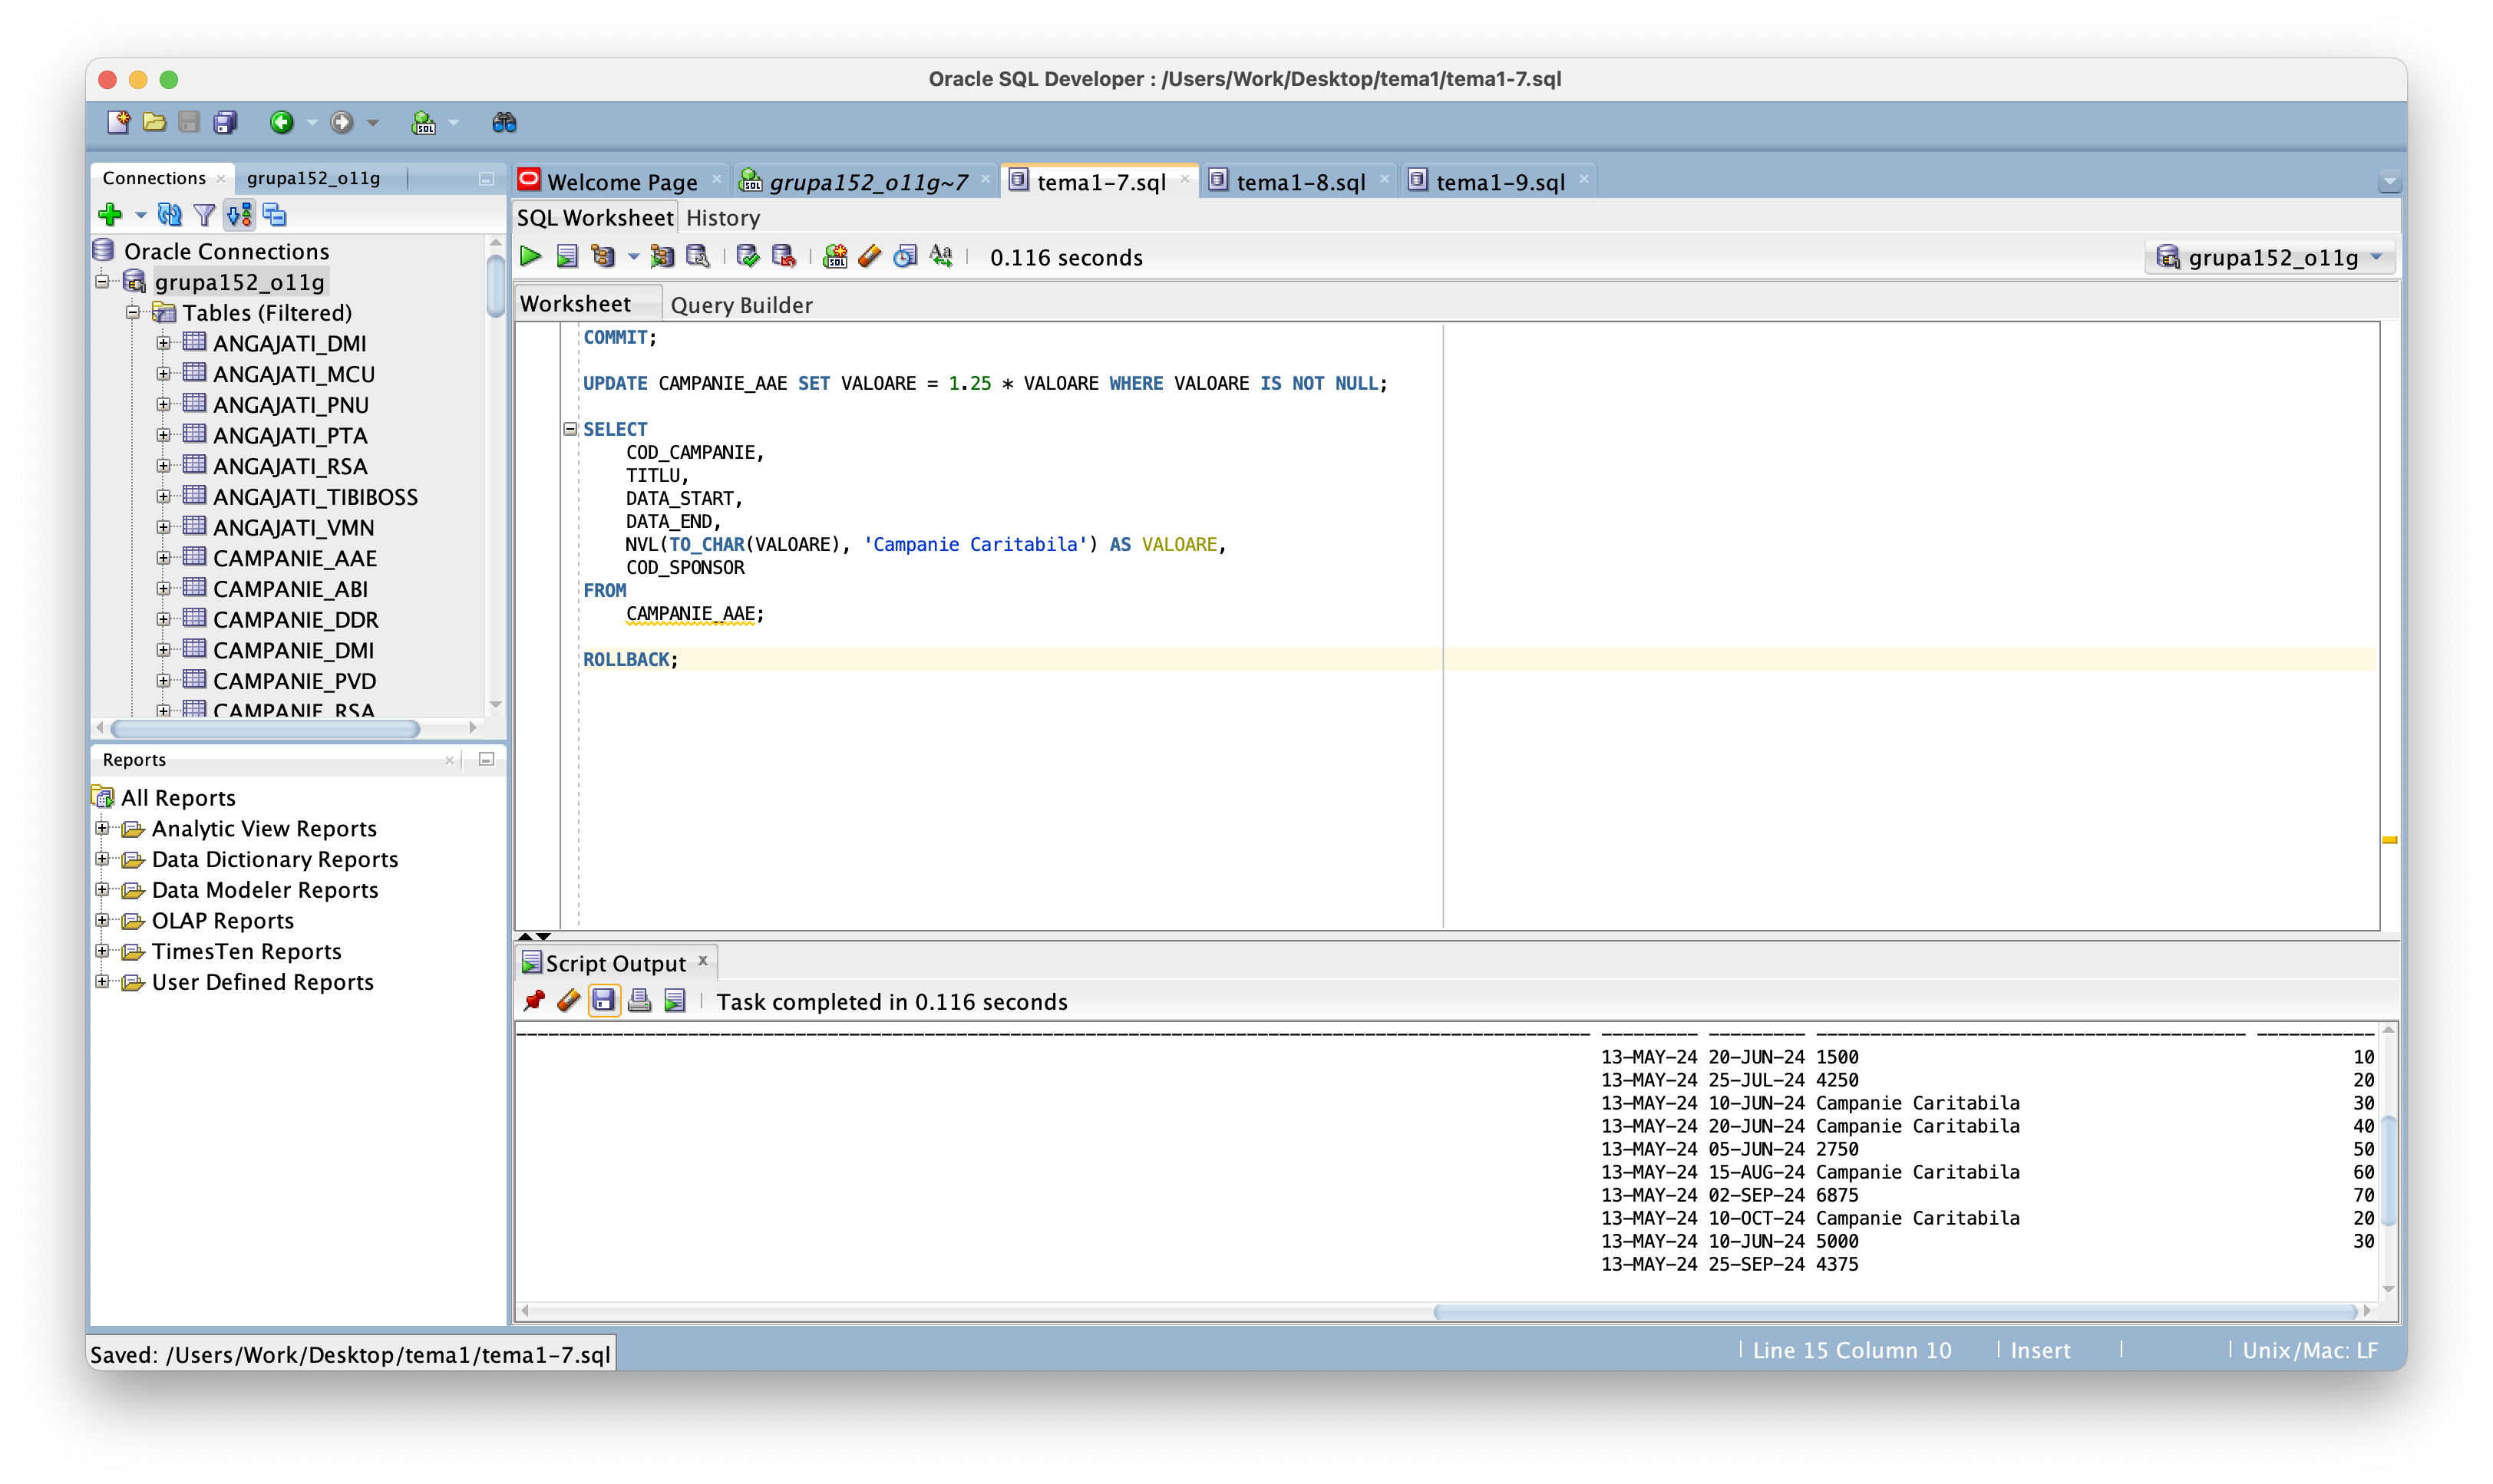 Oracle SQL Developer : /Users/Work/Desktop/tema1/tema1-7.sql
Connections
grupa152_o11g
Oracle Connections
grupa152_o11g
Tables (Filtered)
ANGAJATI_DMI
ANGAJATI_MCU
ANGAJATI_PNU
ANGAJATI_PTA
ANGAJATI_RSA
ANGAJATI_TIBIBOSS
ANGAJATI_VMN
CAMPANIE_AAE
CAMPANIE_ABI
CAMPANIE_DDR
CAMPANIE_DMI
CAMPANIE_PVD
CAMPANIE_RSA
Reports
All Reports
Analytic View Reports
Data Dictionary Reports
Data Modeler Reports
OLAP Reports
TimesTen Reports
User Defined Reports
Welcome Page
grupa152_o11g~7
tema1-7.sql
tema1-8.sql
tema1-9.sql
SQL Worksheet History
0.116 seconds
grupa152_o11g
Worksheet Query Builder
COMMIT;
UPDATE CAMPANIE_AAE SET VALOARE = 1.25 * VALOARE WHERE VALOARE IS NOT NULL;
SELECT
COD_CAMPANIE,
TITLU,
DATA_START,
DATA_END,
NVL(TO_CHAR(VALOARE), 'Campanie Caritabila') AS VALOARE,
COD_SPONSOR
FROM
CAMPANIE_AAE;
ROLLBACK;
Script Output
Task completed in 0.116 seconds
13-MAY-24 20-JUN-24 1500 10
13-MAY-24 25-JUL-24 4250 20
13-MAY-24 10-JUN-24 Campanie Caritabila 30
13-MAY-24 20-JUN-24 Campanie Caritabila 40
13-MAY-24 05-JUN-24 2750 50
13-MAY-24 15-AUG-24 Campanie Caritabila 60
13-MAY-24 02-SEP-24 6875 70
13-MAY-24 10-OCT-24 Campanie Caritabila 20
13-MAY-24 10-JUN-24 5000 30
13-MAY-24 25-SEP-24 4375
Saved: /Users/Work/Desktop/tema1/tema1-7.sql
Line 15 Column 10
Insert
Unix/Mac: LF